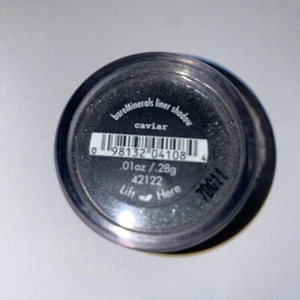 bareMinerals liner shadow
caviar
0 98132 04108 4
.01oz / .28g
42122
Lift Here